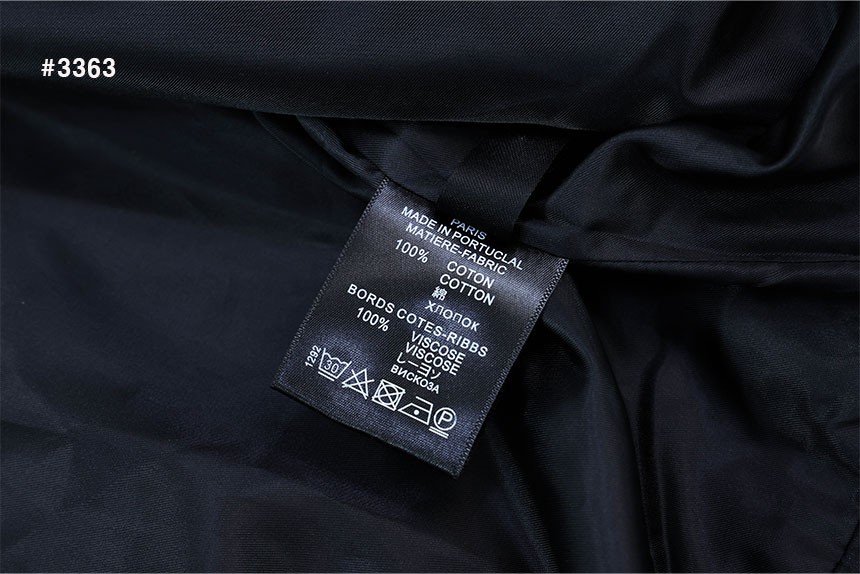 #3363
PARIS
MADE IN PORTUCLAL
MATIERE-FABRIC
100% COTON
COTTON
綿
ХЛОПОК
BORDS COTES-RIBBS
100% VISCOSE
VISCOSE
レーヨン
ВИСКОЗА
1292
30
P